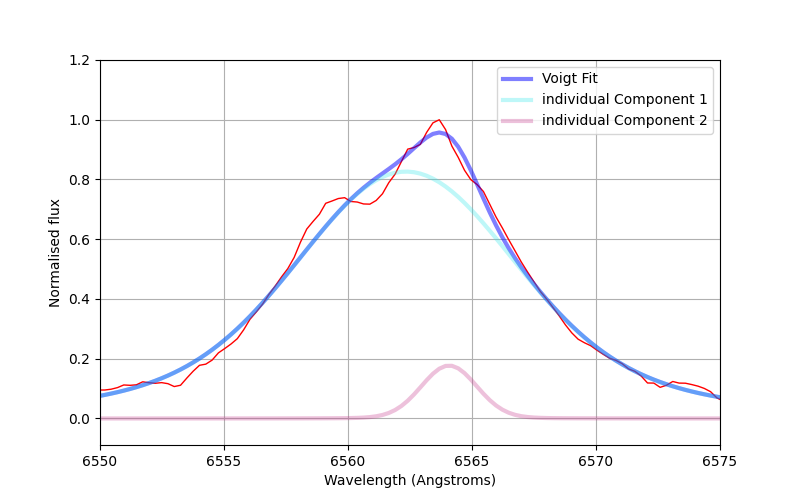 1.2
1.0
0.8
0.6
0.4
0.2
0.0
Normalised flux
Voigt Fit
individual Component 1
individual Component 2
6550 6555 6560 6565 6570 6575
Wavelength (Angstroms)